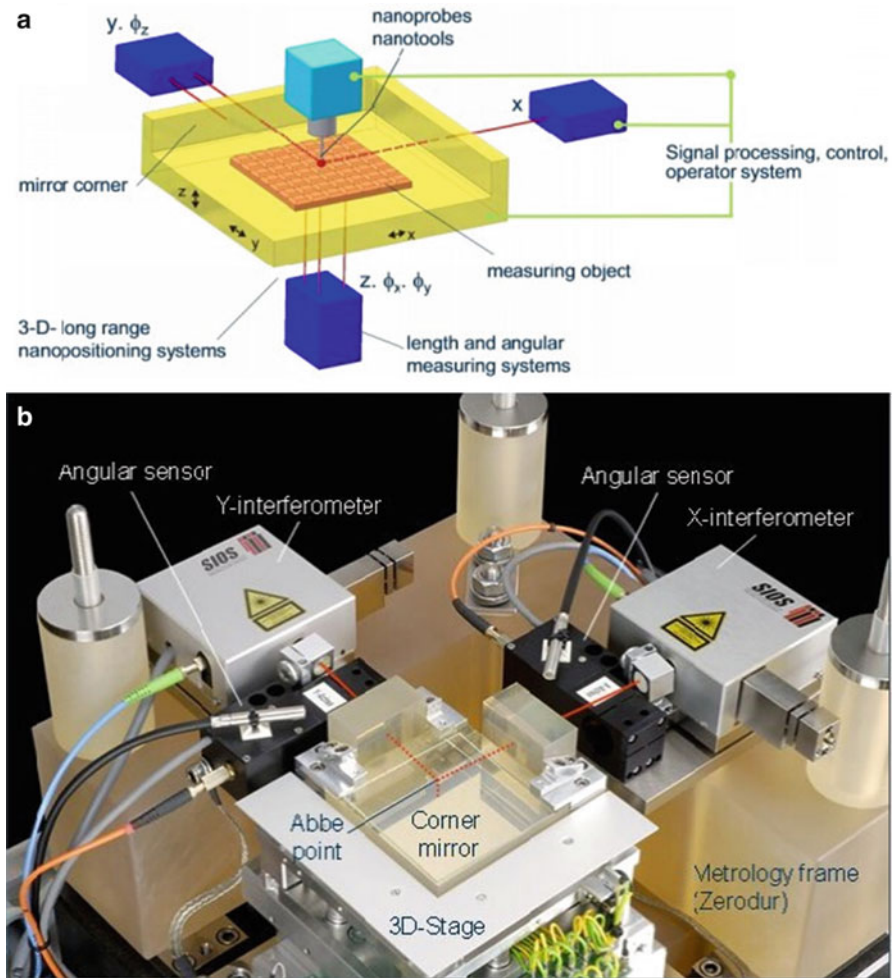 a
y. ϕz
nanoprobes
nanotools
x
Signal processing, control,
operator system
mirror corner
z
y
x
measuring object
z. ϕx. ϕy
3-D- long range
nanopositioning systems
length and angular
measuring systems
b
Angular sensor
Y-interferometer
Angular sensor
X-interferometer
SIOS
SIOS
Abbe
point
Corner
mirror
3D-Stage
Metrology frame
(Zerodur)